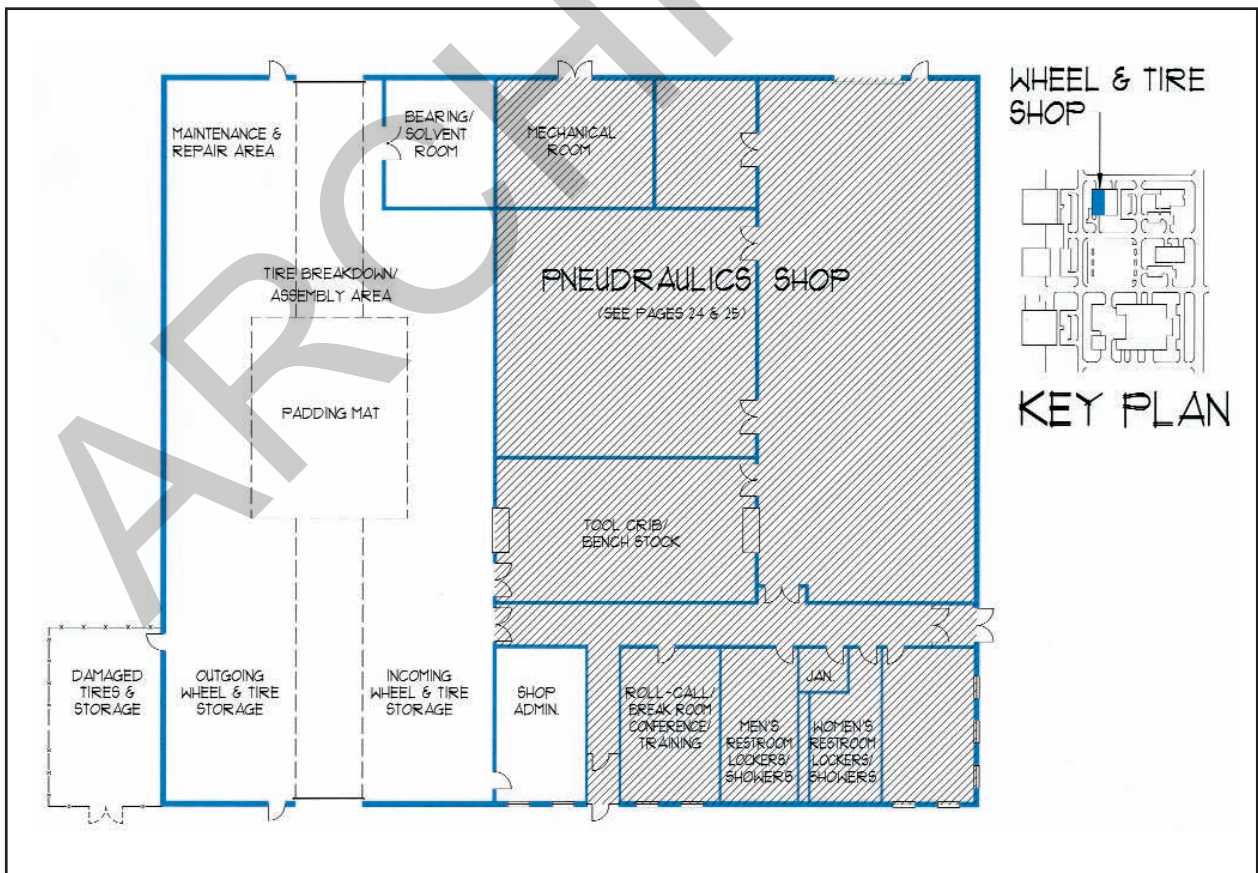 WHEEL & TIRE
SHOP
KEY PLAN
MAINTENANCE &
REPAIR AREA
BEARING/
SOLVENT
ROOM
MECHANICAL
ROOM
TIRE BREAKDOWN/
ASSEMBLY AREA
PNEUDRAULICS SHOP
(SEE PAGES 24 & 25)
PADDING MAT
TOOL CRIB/
BENCH STOCK
DAMAGED
TIRES &
STORAGE
OUTGOING
WHEEL & TIRE
STORAGE
INCOMING
WHEEL & TIRE
STORAGE
SHOP
ADMIN.
ROLL-CALL/
BREAK ROOM
CONFERENCE/
TRAINING
MEN'S
RESTROOM
LOCKERS/
SHOWERS
JAN.
WOMEN'S
RESTROOM
LOCKERS/
SHOWERS